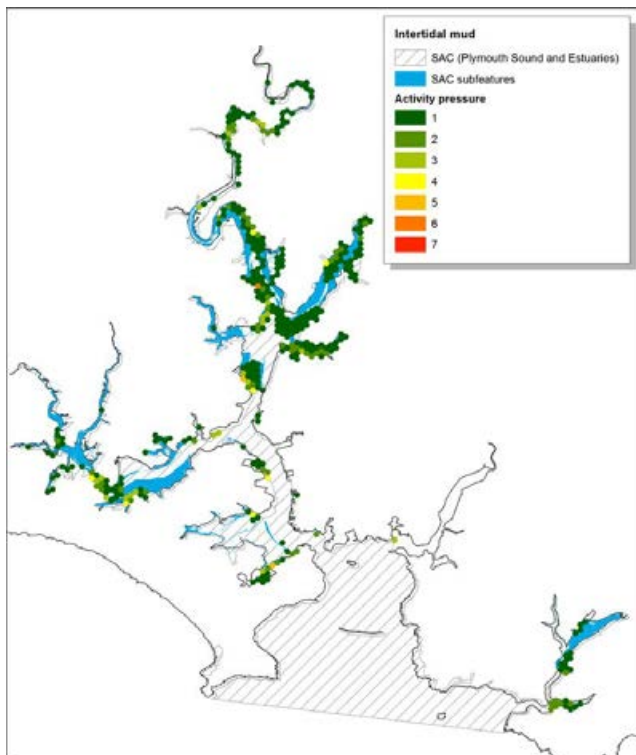 Intertidal mud
SAC (Plymouth Sound and Estuaries)
SAC subfeatures
Activity pressure
1
2
3
4
5
6
7